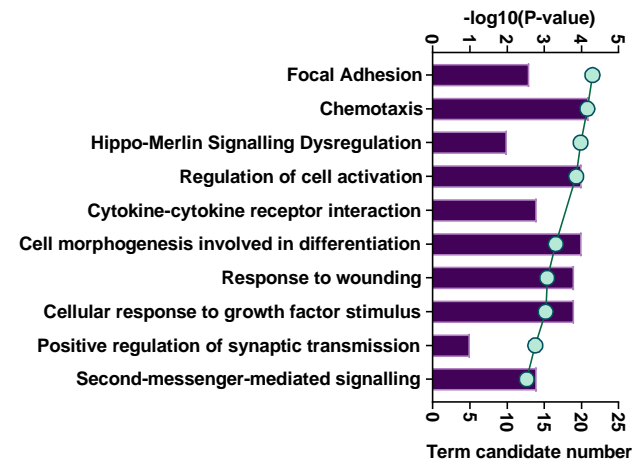 -log10(P-value)
0 1 2 3 4 5
Focal Adhesion
Chemotaxis
Hippo-Merlin Signalling Dysregulation
Regulation of cell activation
Cytokine-cytokine receptor interaction
Cell morphogenesis involved in differentiation
Response to wounding
Cellular response to growth factor stimulus
Positive regulation of synaptic transmission
Second-messenger-mediated signalling
0 5 10 15 20 25
Term candidate number